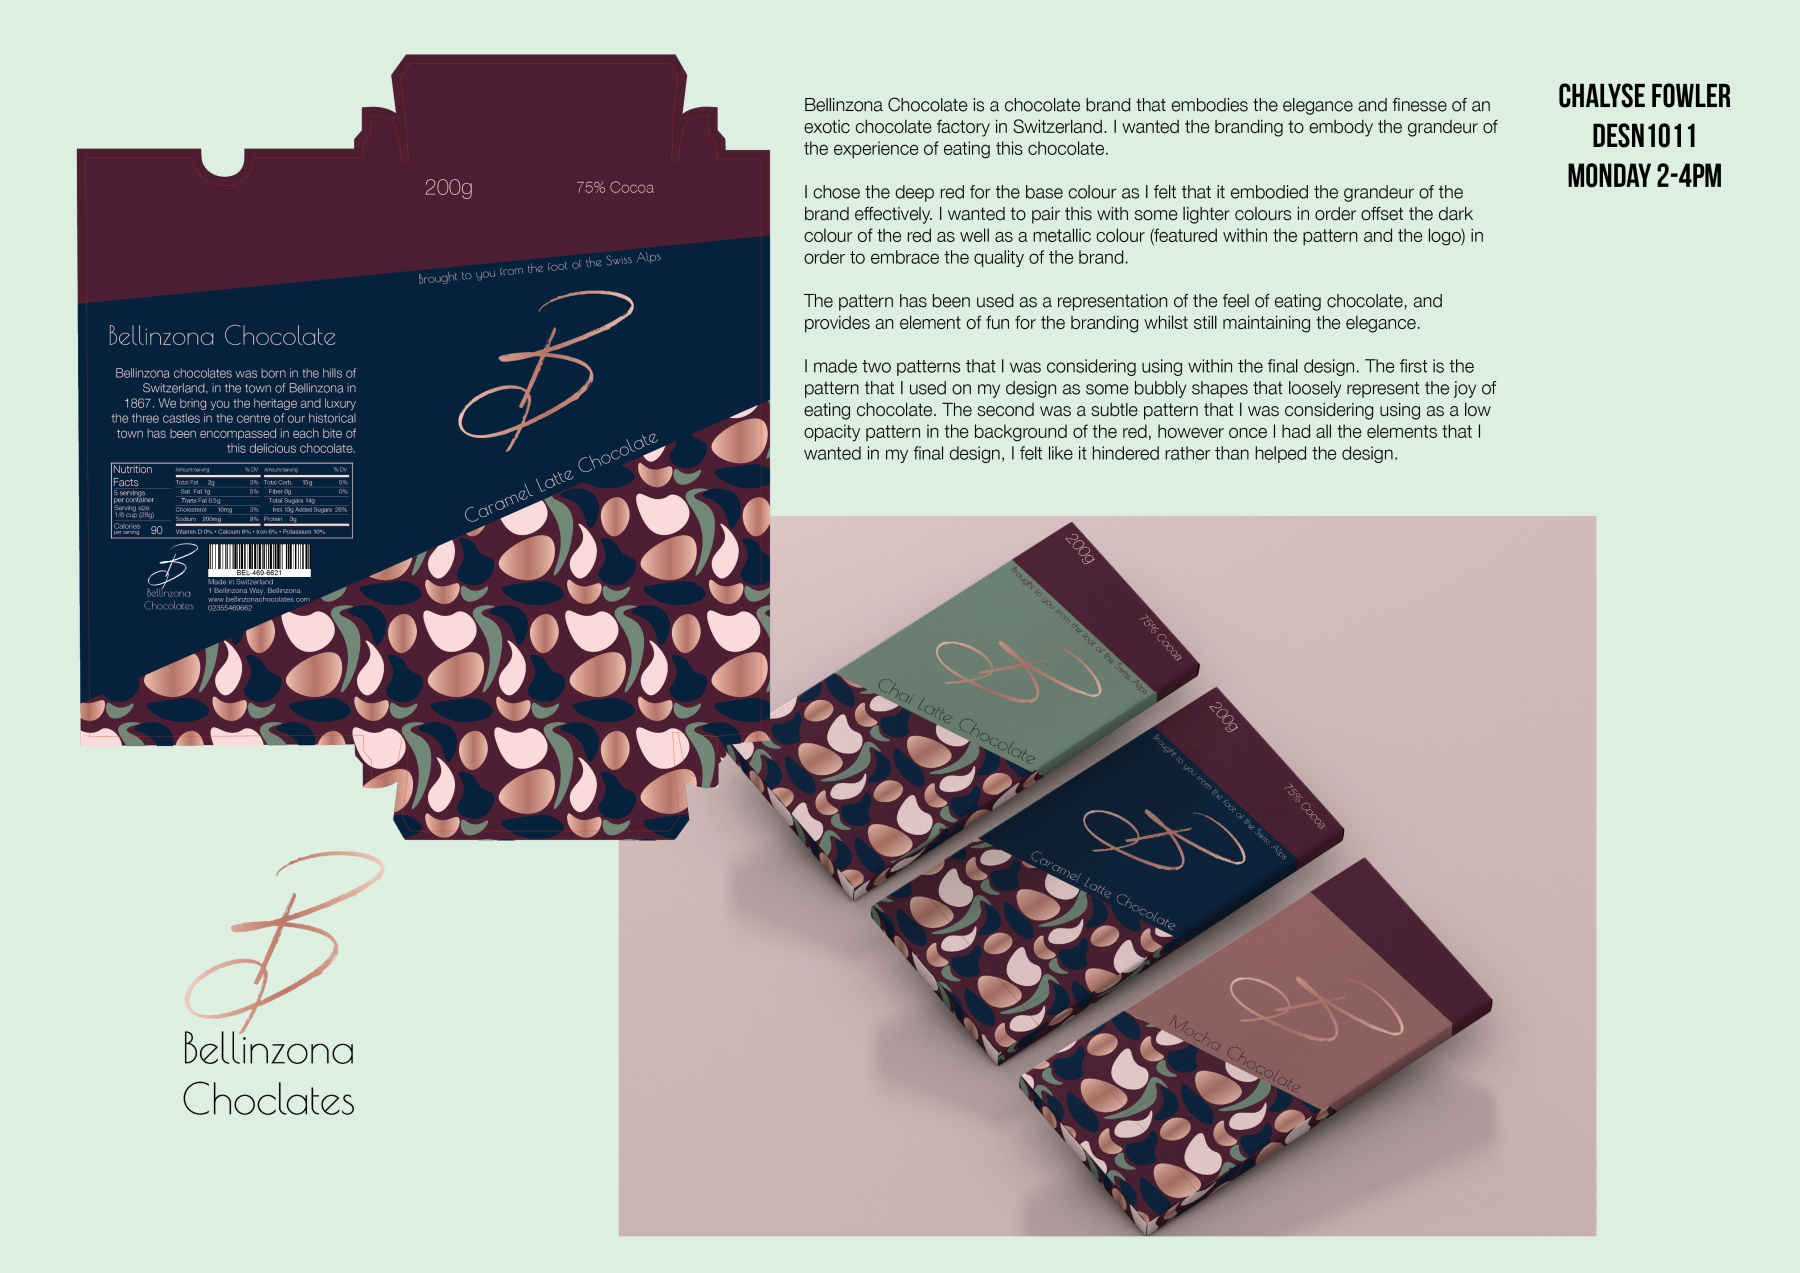 200g
75% Cocoa
Brought to you from the foot of the Swiss Alps
B
Bellinzona Chocolate
Bellinzona chocolates was born in the hills of
Switzerland, in the town of Bellinzona in
1867. We bring you the heritage and luxury
the three castles in the centre of our historical
town has been encompassed in each bite of
this delicious chocolate.
Caramel Latte Chocolate
Nutrition
Facts
5 servings
per container
Serving size
1/6 cup (28g)
Calories
per serving 90
Amount/serving % DV Amount/serving % DV
Total Fat 2g 3% Total Carb. 15g 5%
Sat. Fat 1g 5% Fiber 0g 0%
Trans Fat 0.5g Total Sugars 14g
Cholesterol 10mg 3% Incl. 13g Added Sugars 26%
Sodium 200mg 9% Protein 3g
Vitamin D 0% • Calcium 6% • Iron 6% • Potassium 10%
B
Bellinzona
Chocolates
BEL-469-6621
Made in Switzerland
1 Bellinzona Way, Bellinzona
www.bellinzonachocolates.com
02355469662
B
Bellinzona
Choclates
Bellinzona Chocolate is a chocolate brand that embodies the elegance and finesse of an
exotic chocolate factory in Switzerland. I wanted the branding to embody the grandeur of
the experience of eating this chocolate.
I chose the deep red for the base colour as I felt that it embodied the grandeur of the
brand effectively. I wanted to pair this with some lighter colours in order offset the dark
colour of the red as well as a metallic colour (featured within the pattern and the logo) in
order to embrace the quality of the brand.
The pattern has been used as a representation of the feel of eating chocolate, and
provides an element of fun for the branding whilst still maintaining the elegance.
I made two patterns that I was considering using within the final design. The first is the
pattern that I used on my design as some bubbly shapes that loosely represent the joy of
eating chocolate. The second was a subtle pattern that I was considering using as a low
opacity pattern in the background of the red, however once I had all the elements that I
wanted in my final design, I felt like it hindered rather than helped the design.
CHALYSE FOWLER
DESN1011
MONDAY 2-4PM
200g
75% Cocoa
Brought to you from the foot of the Swiss Alps
B
Chai Latte Chocolate
200g
75% Cocoa
Brought to you from the foot of the Swiss Alps
B
Caramel Latte Chocolate
B
Mocha Chocolate